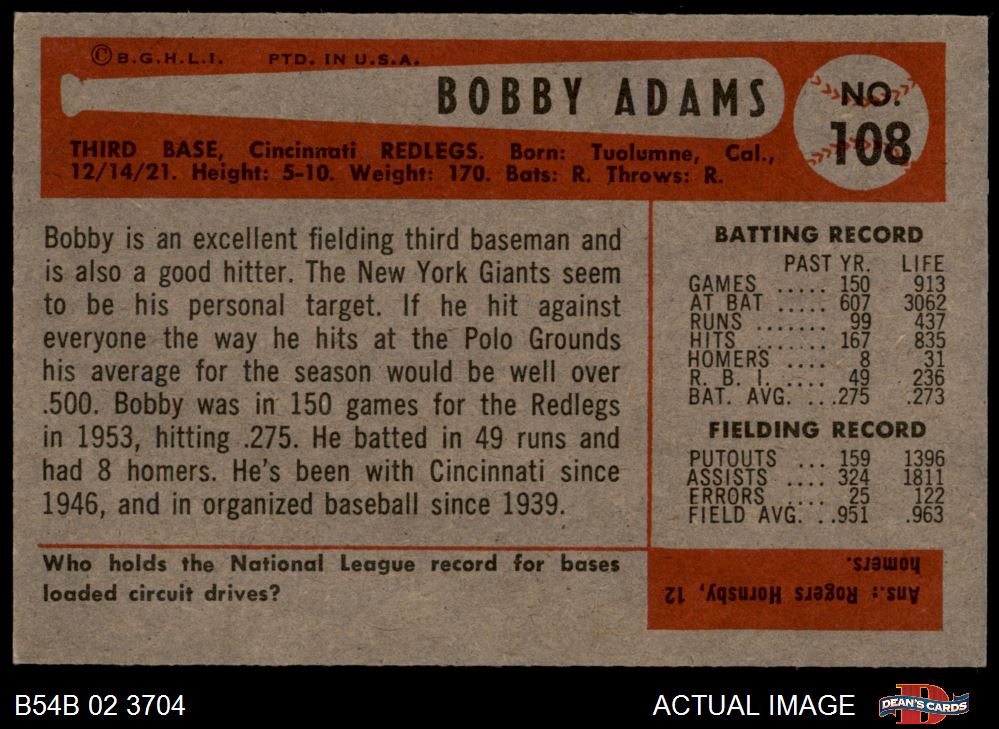 © B.G.H.L.I. PTD. IN U.S.A.
BOBBY ADAMS
NO. 108
THIRD BASE, Cincinnati REDLEGS. Born: Tuolumne, Cal.,
12/14/21. Height: 5-10. Weight: 170. Bats: R. Throws: R.
Bobby is an excellent fielding third baseman and
is also a good hitter. The New York Giants seem
to be his personal target. If he hit against
everyone the way he hits at the Polo Grounds
his average for the season would be well over
.500. Bobby was in 150 games for the Redlegs
in 1953, hitting .275. He batted in 49 runs and
had 8 homers. He's been with Cincinnati since
1946, and in organized baseball since 1939.
BATTING RECORD
PAST YR. LIFE
GAMES ..... 150 913
AT BAT ..... 607 3062
RUNS ....... 99 437
HITS ....... 167 835
HOMERS ..... 8 31
R. B. I. .... 49 236
BAT. AVG. ...275 .273
FIELDING RECORD
PUTOUTS ... 159 1396
ASSISTS .... 324 1811
ERRORS .... 25 122
FIELD AVG. ..951 .963
Who holds the National League record for bases
loaded circuit drives?
Ans.: Rogers Hornsby, 12
homers.
B54B 02 3704
ACTUAL IMAGE
DEAN'S CARDS